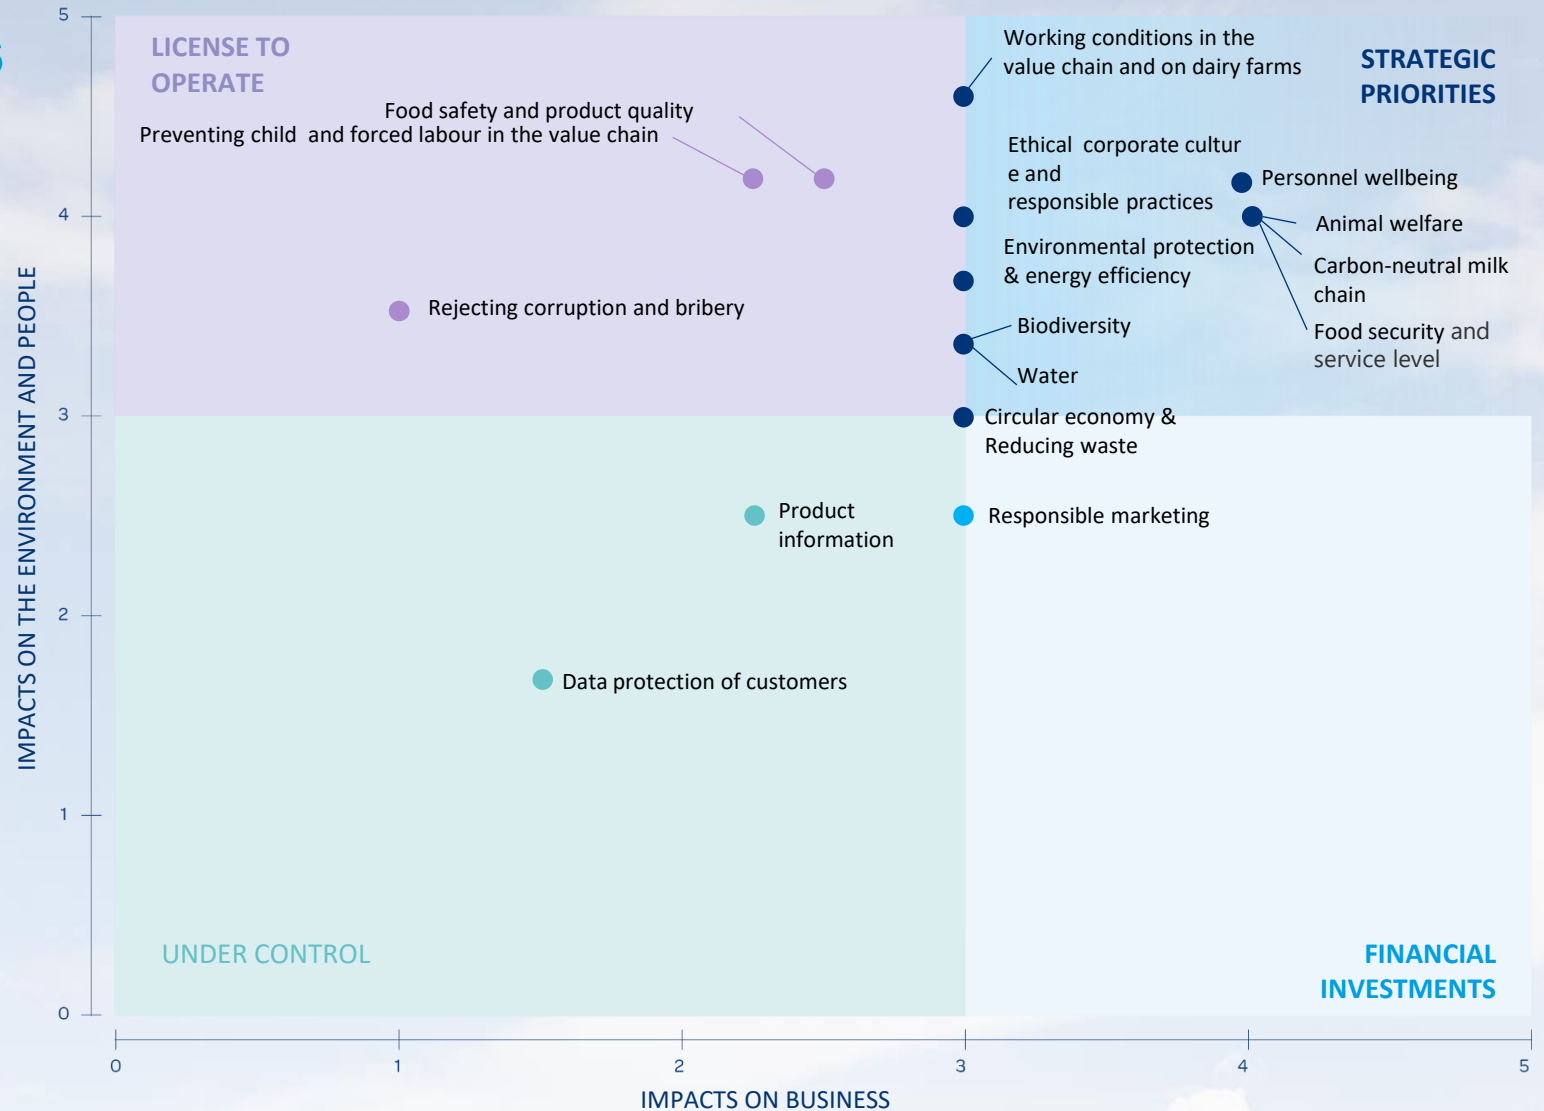 S
5
LICENSE TO
OPERATE
Working conditions in the
value chain and on dairy farms
STRATEGIC
PRIORITIES
Food safety and product quality
Preventing child and forced labour in the value chain
Ethical corporate cultur
e and
responsible practices
Personnel wellbeing
4
Animal welfare
Environmental protection
& energy efficiency
Carbon-neutral milk
chain
Rejecting corruption and bribery
Biodiversity
Food security and
service level
Water
3
Circular economy &
Reducing waste
Product
information
Responsible marketing
2
Data protection of customers
1
UNDER CONTROL
FINANCIAL
INVESTMENTS
0
IMPACTS ON THE ENVIRONMENT AND PEOPLE
0 1 2 3 4 5
IMPACTS ON BUSINESS